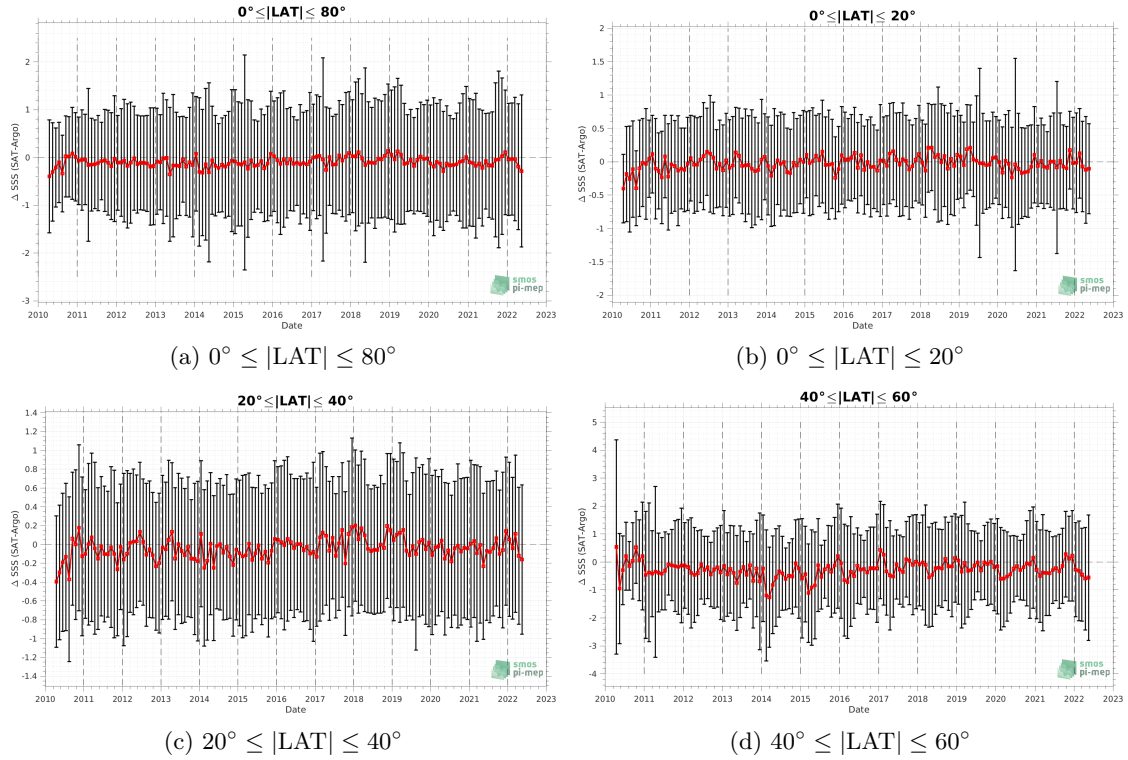 0°≤|LAT|≤ 80°
2
1
0
-1
-2
-3
Δ SSS (SAT-Argo)
2010 2011 2012 2013 2014 2015 2016 2017 2018 2019 2020 2021 2022 2023
Date
smos
pi-mep
(a) 0° ≤ |LAT| ≤ 80°
0°≤|LAT|≤ 20°
2
1.5
1
0.5
0
-0.5
-1
-1.5
-2
Δ SSS (SAT-Argo)
2010 2011 2012 2013 2014 2015 2016 2017 2018 2019 2020 2021 2022 2023
Date
smos
pi-mep
(b) 0° ≤ |LAT| ≤ 20°
20°≤|LAT|≤ 40°
1.4
1.2
1
0.8
0.6
0.4
0.2
0
-0.2
-0.4
-0.6
-0.8
-1
-1.2
-1.4
Δ SSS (SAT-Argo)
2010 2011 2012 2013 2014 2015 2016 2017 2018 2019 2020 2021 2022 2023
Date
smos
pi-mep
(c) 20° ≤ |LAT| ≤ 40°
40°≤|LAT|≤ 60°
5
4
3
2
1
0
-1
-2
-3
-4
Δ SSS (SAT-Argo)
2010 2011 2012 2013 2014 2015 2016 2017 2018 2019 2020 2021 2022 2023
Date
smos
pi-mep
(d) 40° ≤ |LAT| ≤ 60°